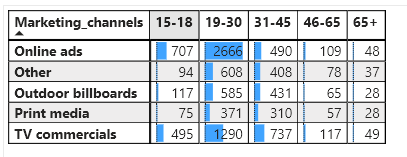 Marketing_channels 15-18 19-30 31-45 46-65 65+
Online ads 707 2666 490 109 48
Other 94 608 408 78 37
Outdoor billboards 117 585 431 65 28
Print media 75 371 310 57 28
TV commercials 495 1290 737 117 49